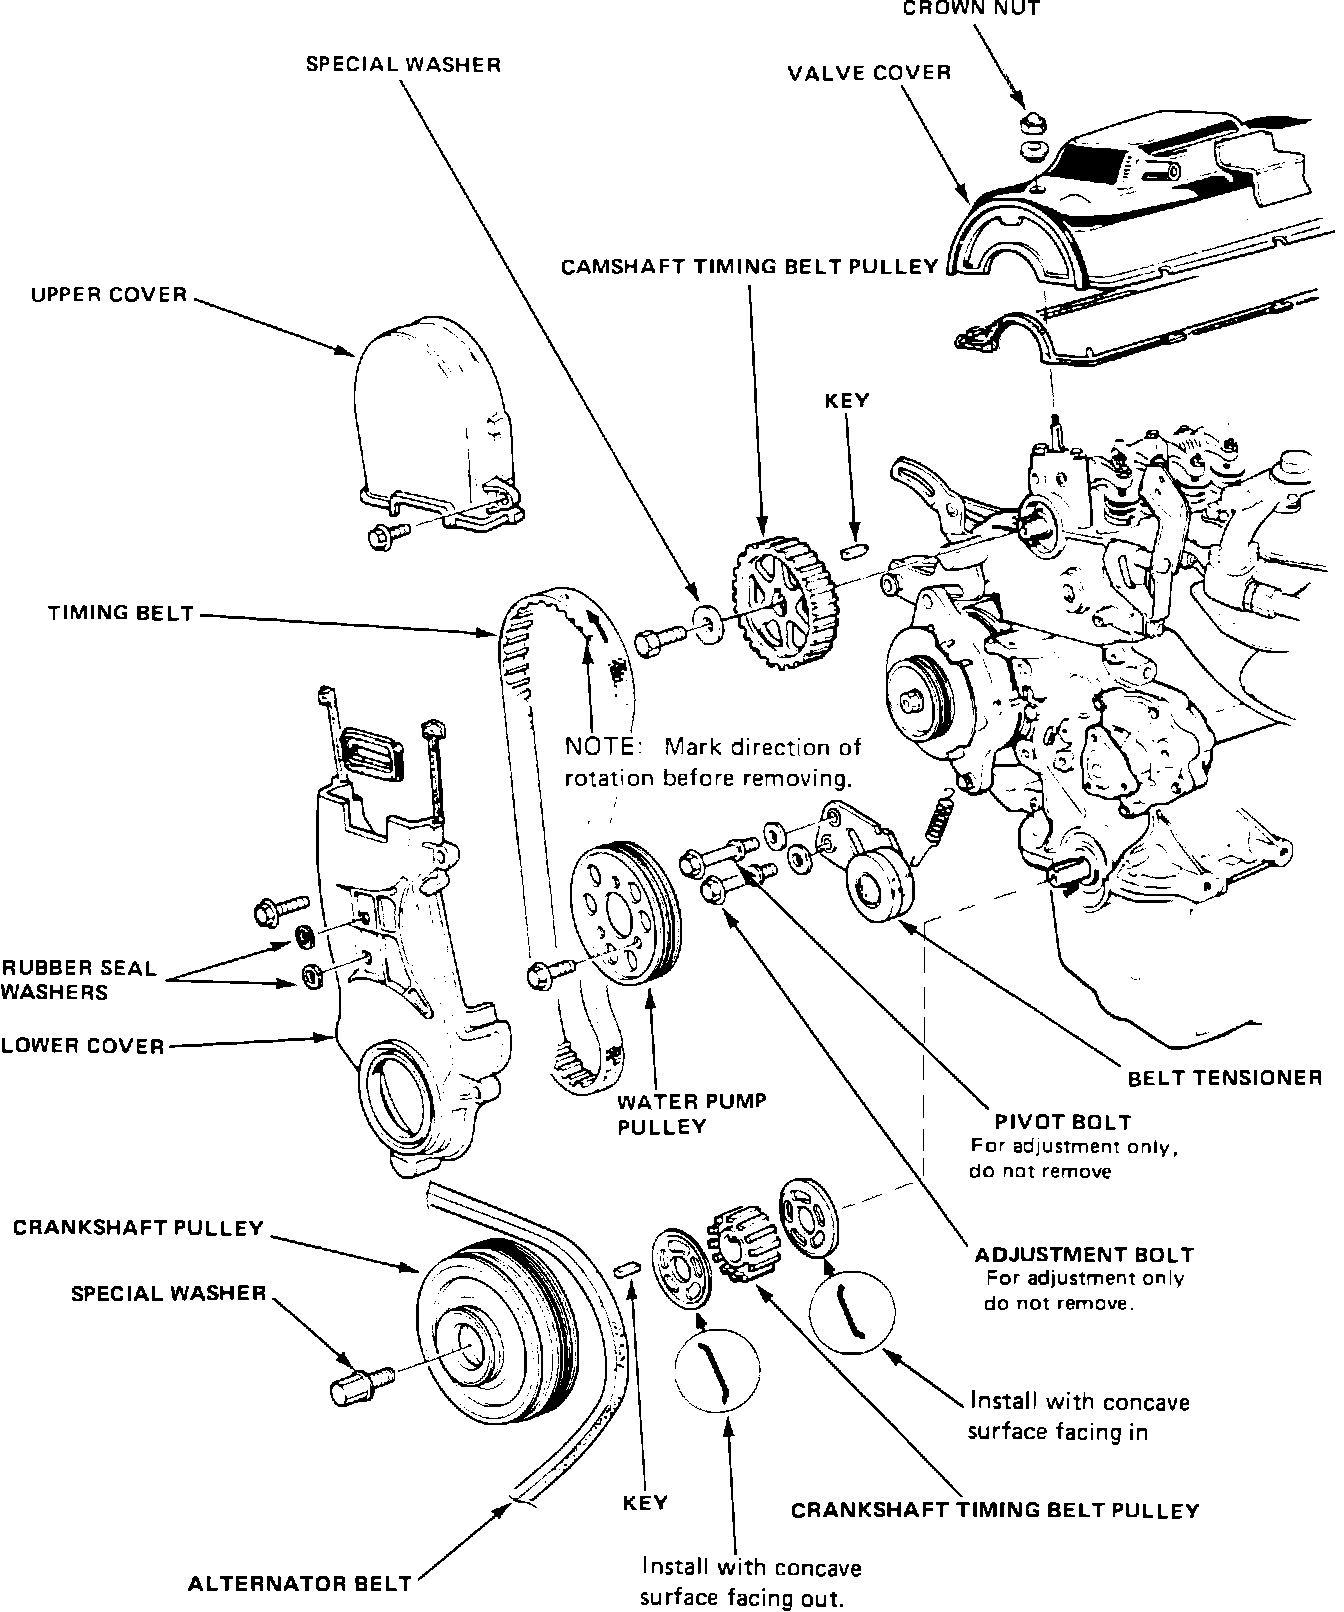 CROWN NUT
SPECIAL WASHER
VALVE COVER
CAMSHAFT TIMING BELT PULLEY
UPPER COVER
KEY
TIMING BELT
NOTE: Mark direction of
rotation before removing.
RUBBER SEAL
WASHERS
LOWER COVER
BELT TENSIONER
WATER PUMP
PULLEY
PIVOT BOLT
For adjustment only,
do not remove
CRANKSHAFT PULLEY
ADJUSTMENT BOLT
For adjustment only
do not remove.
SPECIAL WASHER
Install with concave
surface facing in
KEY
CRANKSHAFT TIMING BELT PULLEY
Install with concave
surface facing out.
ALTERNATOR BELT